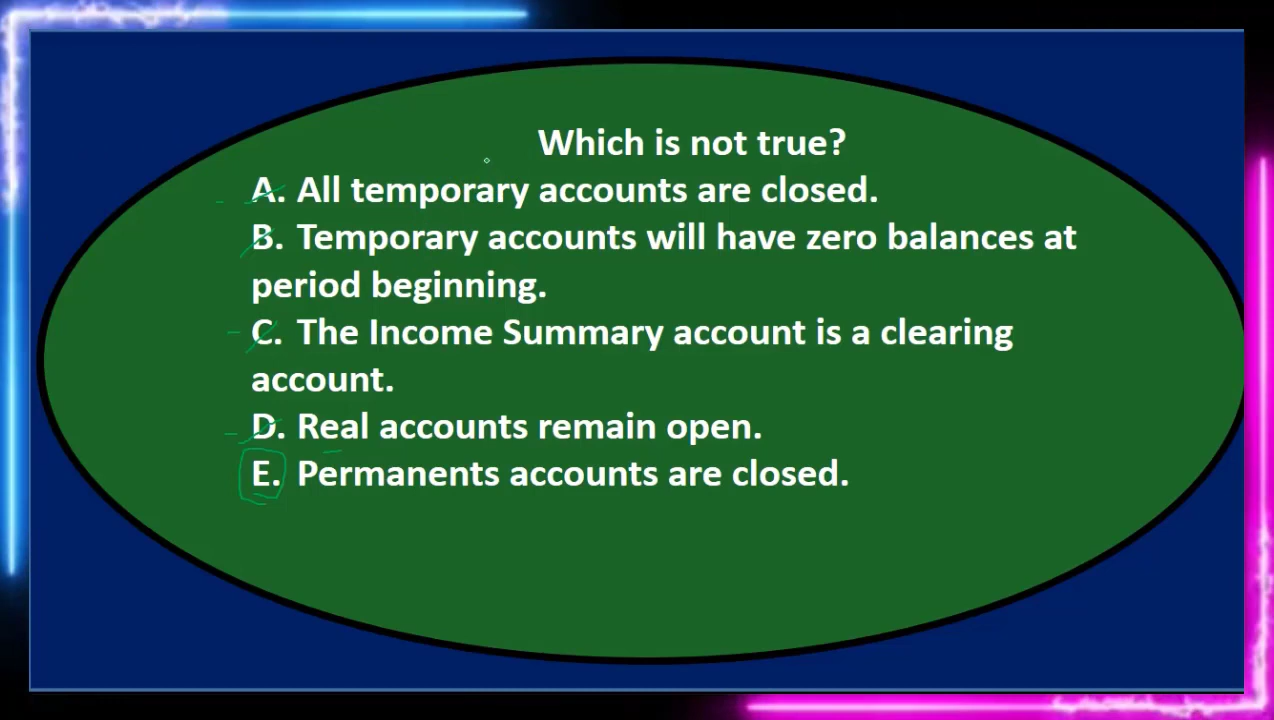 Which is not true?
A. All temporary accounts are closed.
B. Temporary accounts will have zero balances at
period beginning.
C. The Income Summary account is a clearing
account.
D. Real accounts remain open.
E. Permanents accounts are closed.